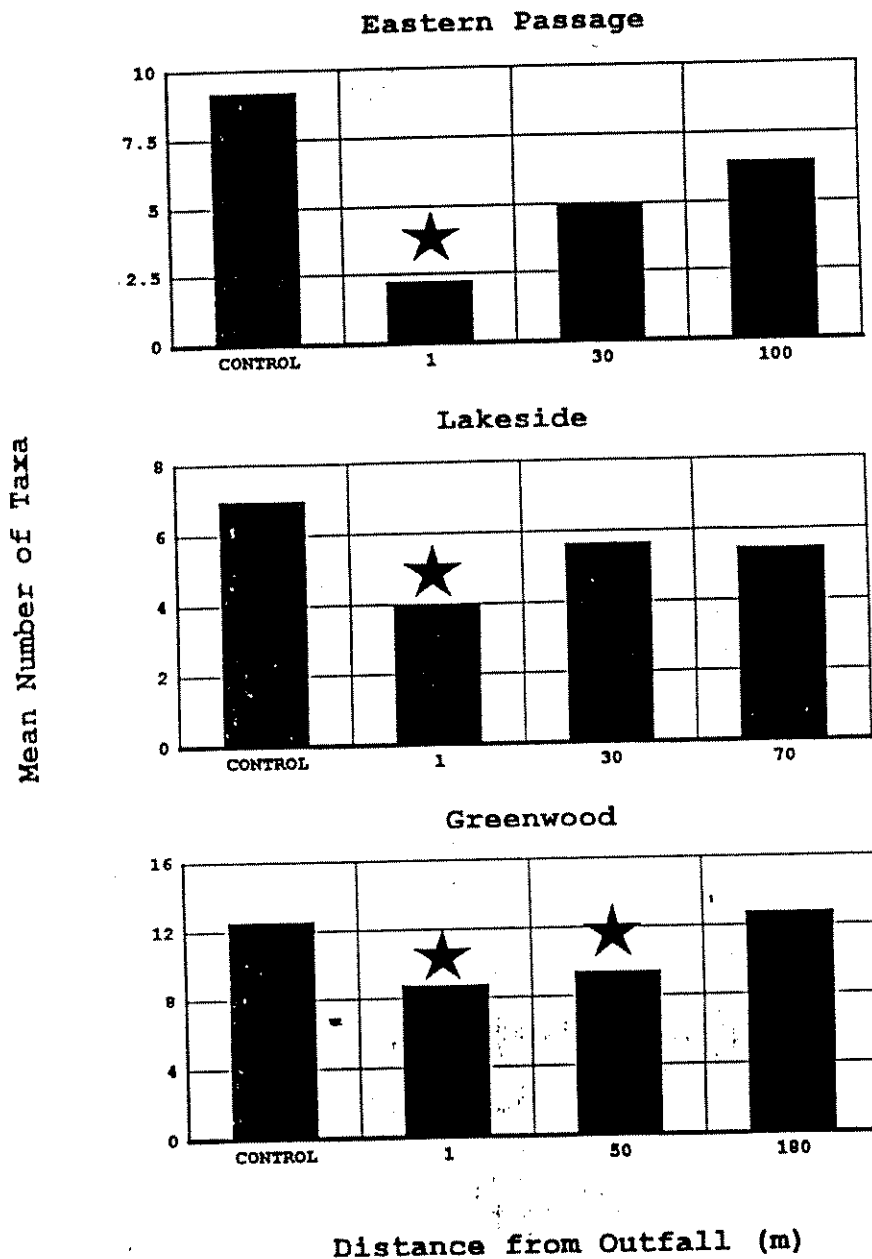 Eastern Passage
10
7.5
5
2.5
0
CONTROL 1 30 100
Lakeside
8
6
4
2
0
CONTROL 1 30 70
Mean Number of Taxa
Greenwood
16
12
8
4
0
CONTROL 1 50 180
Distance from Outfall (m)